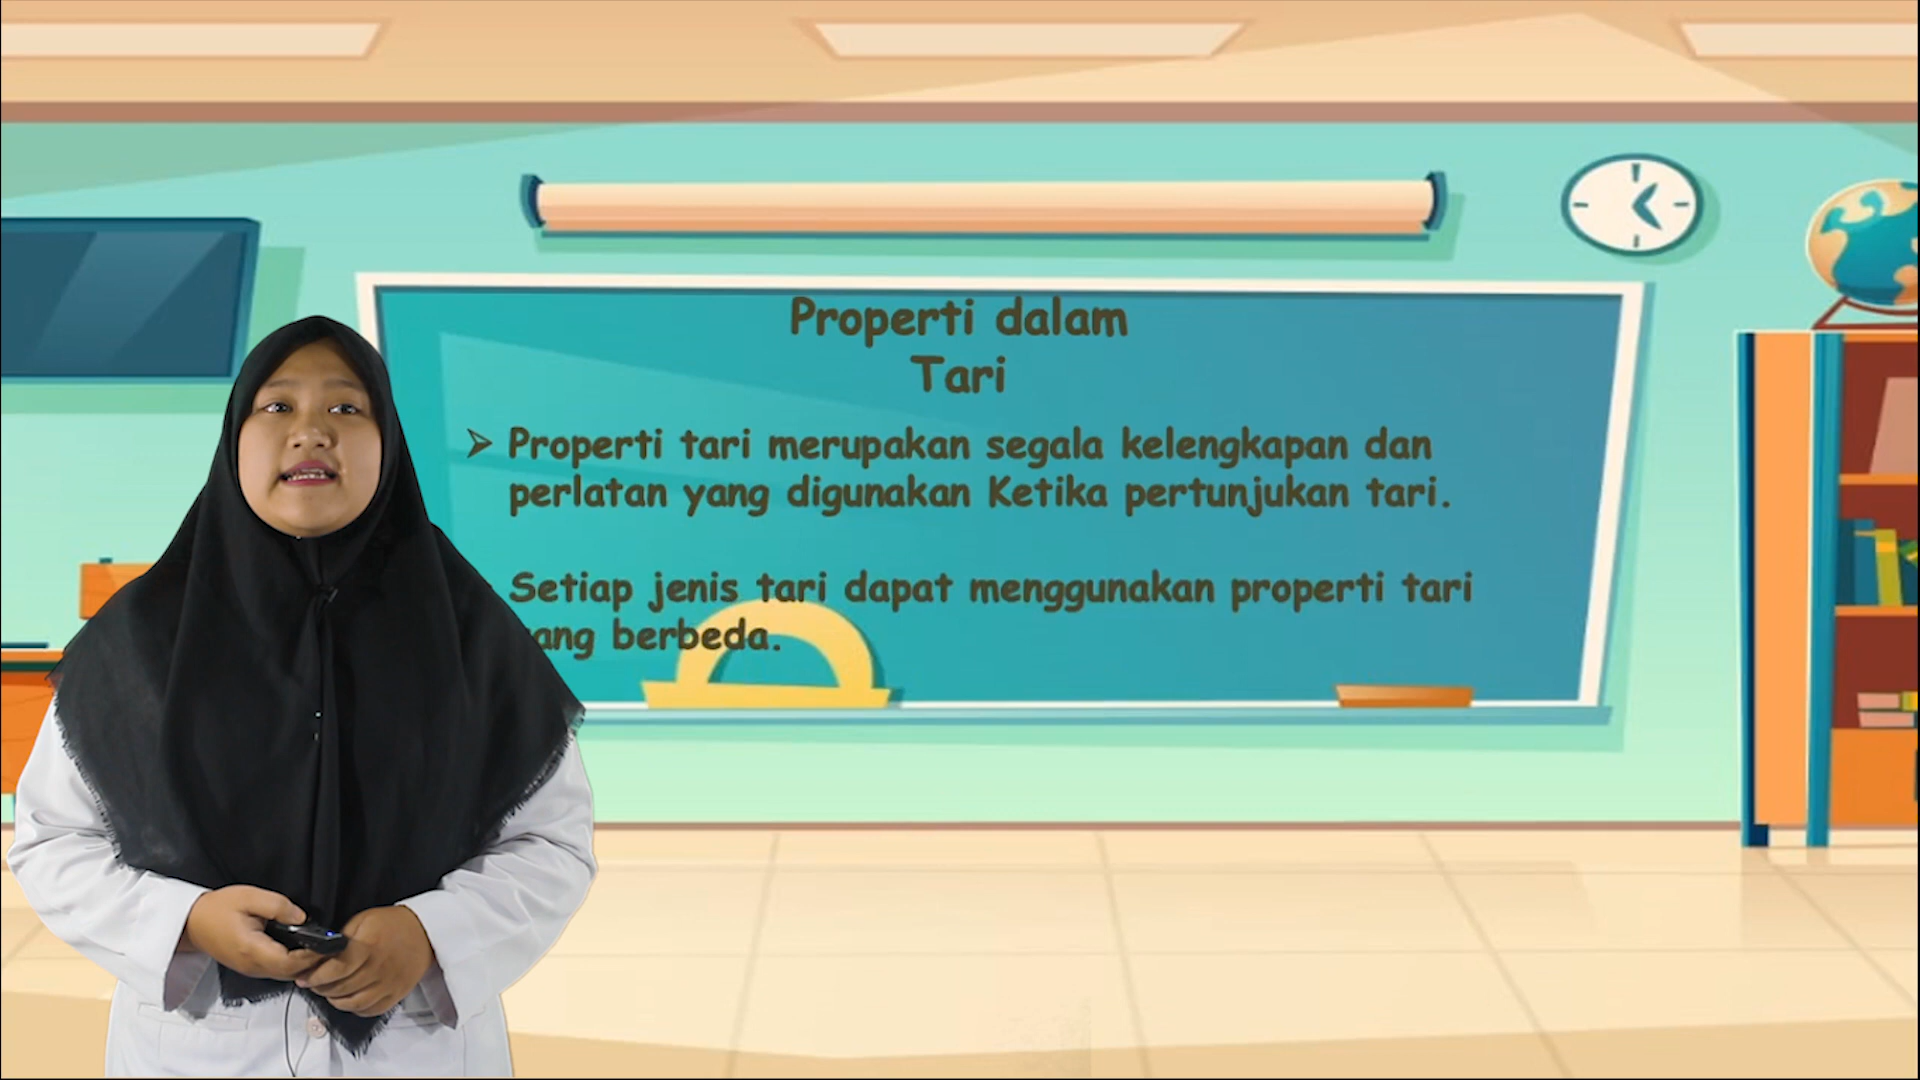 Properti dalam
Tari
Properti tari merupakan segala kelengkapan dan
perlatan yang digunakan Ketika pertunjukan tari.
Setiap jenis tari dapat menggunakan properti tari
berbeda.